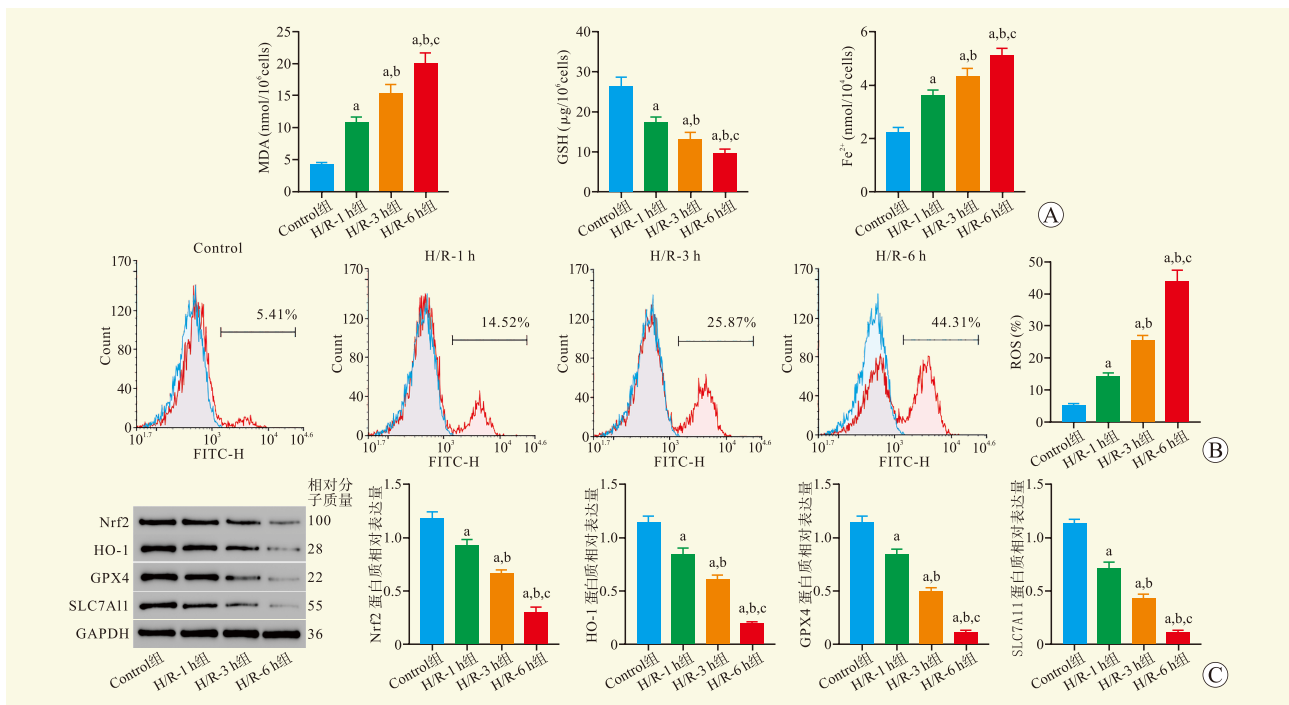 MDA (nmol/10⁶cells)
25
20
15
10
5
0
a
a,b
a,b,c
Control组
H/R-1 h组
H/R-3 h组
H/R-6 h组
GSH (μg/10⁶cells)
40
30
20
10
0
a
a,b
a,b,c
Control组
H/R-1 h组
H/R-3 h组
H/R-6 h组
Fe²⁺ (nmol/10⁴cells)
6
4
2
0
a
a,b
a,b,c
Control组
H/R-1 h组
H/R-3 h组
H/R-6 h组
A
Control
Count
170
120
80
40
0
5.41%
10^1.7
10³
10⁴
10^4.6
FITC-H
H/R-1 h
Count
170
120
80
40
0
14.52%
10^1.7
10³
10⁴
10^4.6
FITC-H
H/R-3 h
Count
170
120
80
40
0
25.87%
10^1.7
10³
10⁴
10^4.6
FITC-H
H/R-6 h
Count
170
120
80
40
0
44.31%
10^1.7
10³
10⁴
10^4.6
FITC-H
ROS (%)
50
40
30
20
10
0
a
a,b
a,b,c
Control组
H/R-1 h组
H/R-3 h组
H/R-6 h组
B
相对分
子质量
Nrf2 100
HO-1 28
GPX4 22
SLC7A11 55
GAPDH 36
Control组
H/R-1 h组
H/R-3 h组
H/R-6 h组
Nrf2 蛋白质相对表达量
1.5
1.0
0.5
0
a
a,b
a,b,c
Control组
H/R-1 h组
H/R-3 h组
H/R-6 h组
HO-1 蛋白质相对表达量
1.5
1.0
0.5
0
a
a,b
a,b,c
Control组
H/R-1 h组
H/R-3 h组
H/R-6 h组
GPX4 蛋白质相对表达量
1.5
1.0
0.5
0
a
a,b
a,b,c
Control组
H/R-1 h组
H/R-3 h组
H/R-6 h组
SLC7A11 蛋白质相对表达量
1.5
1.0
0.5
0
a
a,b
a,b,c
Control组
H/R-1 h组
H/R-3 h组
H/R-6 h组
C